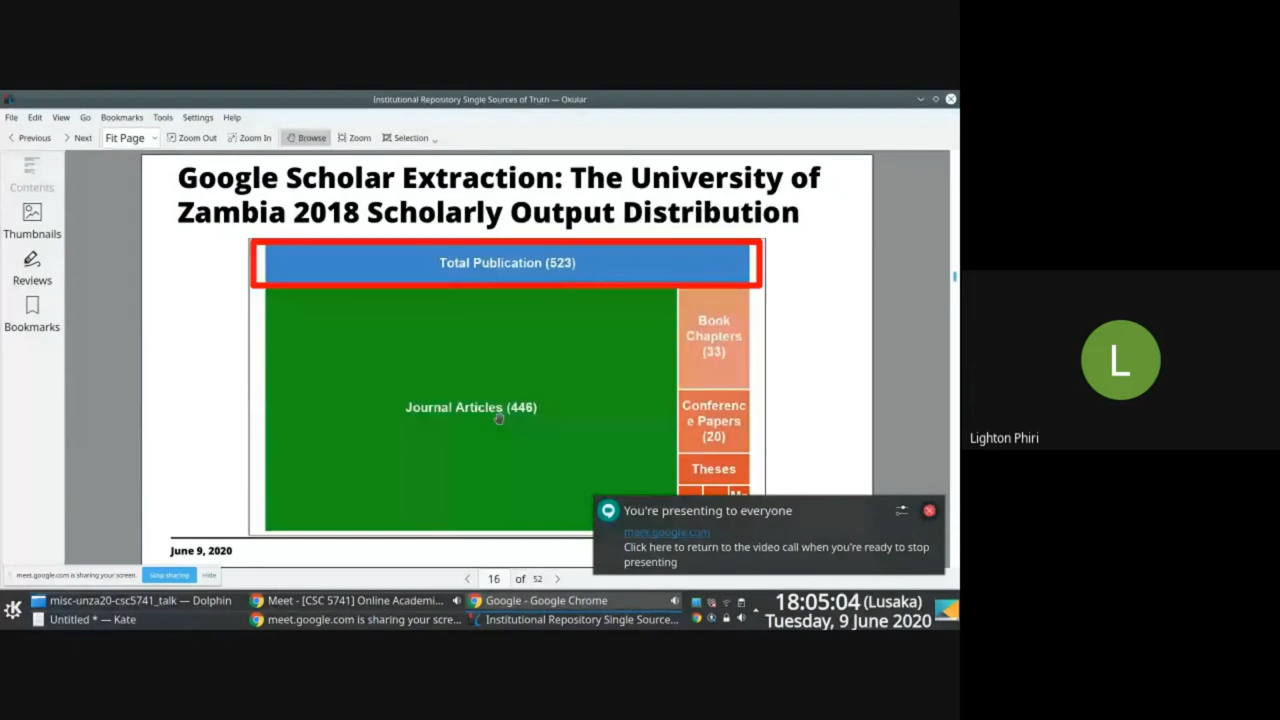 Institutional Repository Single Sources of Truth — Okular
File Edit View Go Bookmarks Tools Settings Help
Previous Next Fit Page Zoom Out Zoom In Browse Zoom Selection
Contents
Thumbnails
Reviews
Bookmarks
Google Scholar Extraction: The University of
Zambia 2018 Scholarly Output Distribution
Total Publication (523)
Journal Articles (446)
Book
Chapters
(33)
Conferenc
e Papers
(20)
Theses
June 9, 2020
You're presenting to everyone
meet.google.com
Click here to return to the video call when you're ready to stop
presenting
meet.google.com is sharing your screen. Stop sharing Hide
16 of 52
misc-unza20-csc5741_talk — Dolphin
Meet - [CSC 5741] Online Academi...
Google - Google Chrome
Untitled * — Kate
meet.google.com is sharing your scre...
Institutional Repository Single Source...
18:05:04 (Lusaka)
Tuesday, 9 June 2020
L
Lighton Phiri